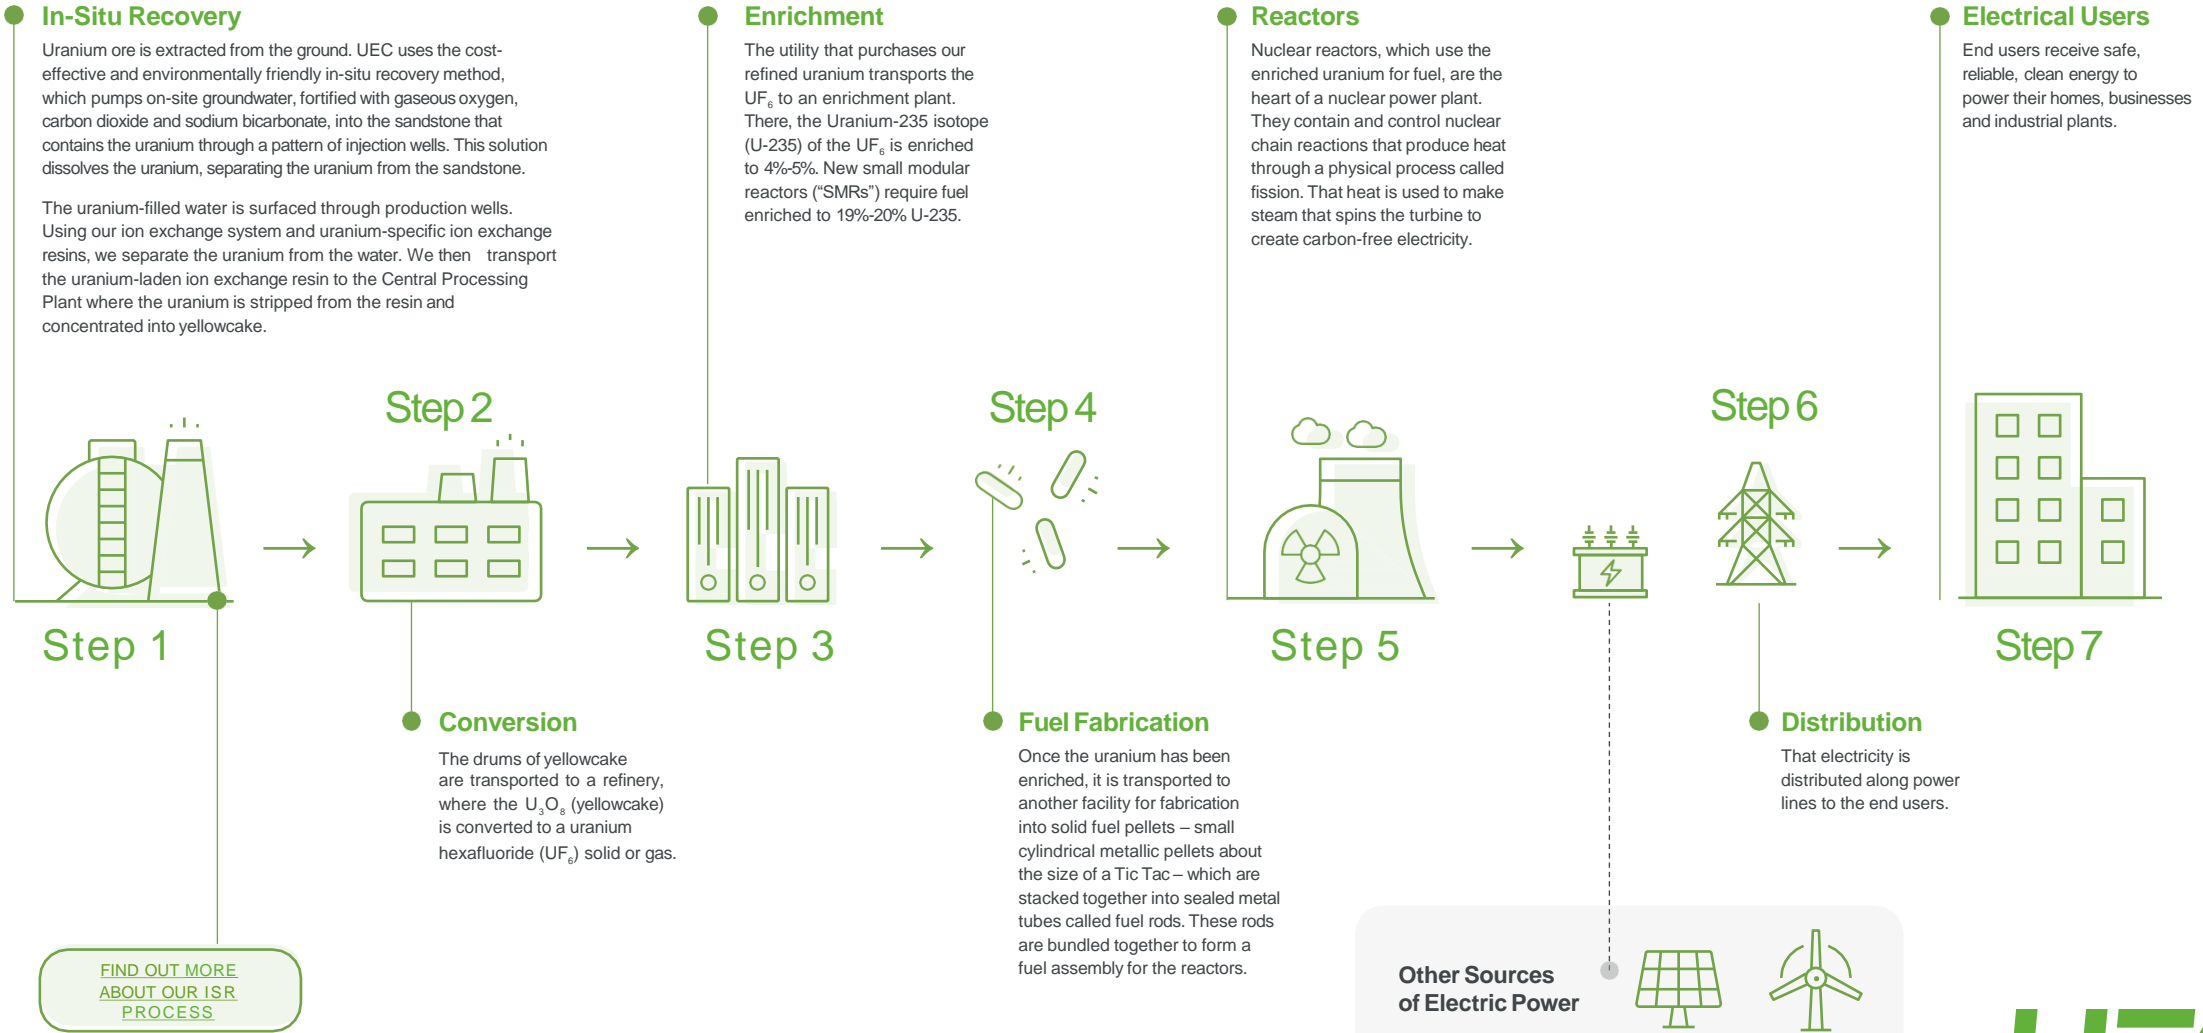 In-Situ Recovery
Uranium ore is extracted from the ground. UEC uses the cost-
effective and environmentally friendly in-situ recovery method,
which pumps on-site groundwater, fortified with gaseous oxygen,
carbon dioxide and sodium bicarbonate, into the sandstone that
contains the uranium through a pattern of injection wells. This solution
dissolves the uranium, separating the uranium from the sandstone.
The uranium-filled water is surfaced through production wells.
Using our ion exchange system and uranium-specific ion exchange
resins, we separate the uranium from the water. We then transport
the uranium-laden ion exchange resin to the Central Processing
Plant where the uranium is stripped from the resin and
concentrated into yellowcake.
Enrichment
The utility that purchases our
refined uranium transports the
UF₆ to an enrichment plant.
There, the Uranium-235 isotope
(U-235) of the UF₆ is enriched
to 4%-5%. New small modular
reactors (“SMRs”) require fuel
enriched to 19%-20% U-235.
Reactors
Nuclear reactors, which use the
enriched uranium for fuel, are the
heart of a nuclear power plant.
They contain and control nuclear
chain reactions that produce heat
through a physical process called
fission. That heat is used to make
steam that spins the turbine to
create carbon-free electricity.
Electrical Users
End users receive safe,
reliable, clean energy to
power their homes, businesses
and industrial plants.
Step 2
Step 4
Step 6
Step 1
Step 3
Step 5
Step 7
Conversion
The drums of yellowcake
are transported to a refinery,
where the U₃O₈ (yellowcake)
is converted to a uranium
hexafluoride (UF₆) solid or gas.
Fuel Fabrication
Once the uranium has been
enriched, it is transported to
another facility for fabrication
into solid fuel pellets – small
cylindrical metallic pellets about
the size of a Tic Tac – which are
stacked together into sealed metal
tubes called fuel rods. These rods
are bundled together to form a
fuel assembly for the reactors.
Distribution
That electricity is
distributed along power
lines to the end users.
FIND OUT MORE
ABOUT OUR ISR
PROCESS
Other Sources
of Electric Power